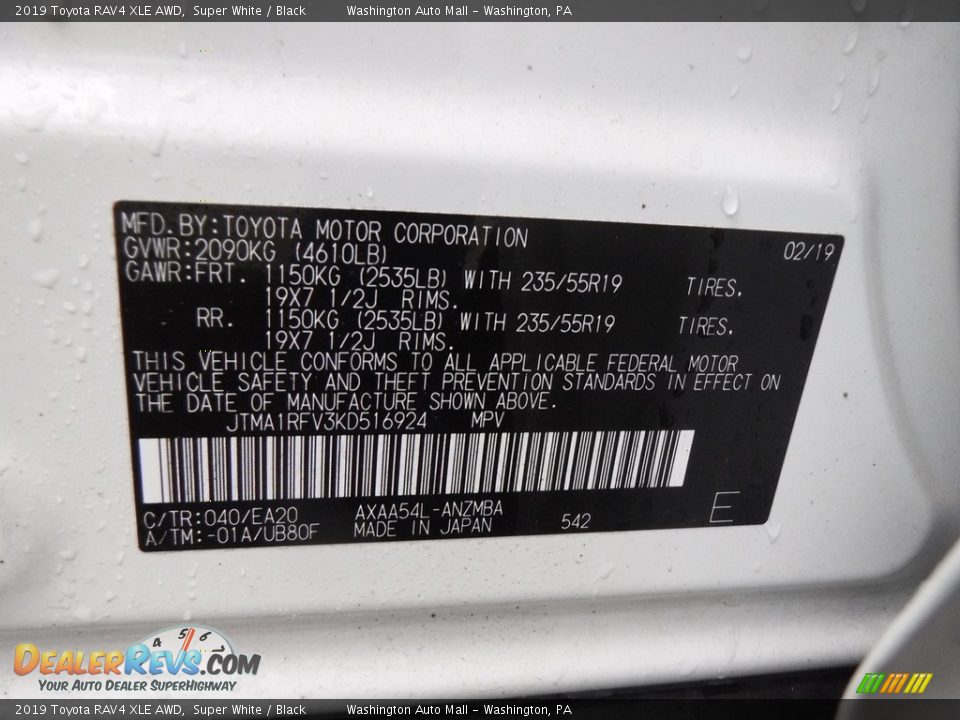 2019 Toyota RAV4 XLE AWD, Super White / Black Washington Auto Mall - Washington, PA
MFD.BY:TOYOTA MOTOR CORPORATION 02/19
GVWR:2090KG (4610LB)
GAWR:FRT. 1150KG (2535LB) WITH 235/55R19 TIRES.
19X7 1/2J RIMS.
RR. 1150KG (2535LB) WITH 235/55R19 TIRES.
19X7 1/2J RIMS.
THIS VEHICLE CONFORMS TO ALL APPLICABLE FEDERAL MOTOR
VEHICLE SAFETY AND THEFT PREVENTION STANDARDS IN EFFECT ON
THE DATE OF MANUFACTURE SHOWN ABOVE.
JTMA1RFV3KD516924 MPV
C/TR:040/EA20 AXAA54L-ANZMBA
A/TM:-01A/UB80F MADE IN JAPAN 542 E
4 5 6
DEALERREVS.COM
YOUR AUTO DEALER SUPERHIGHWAY
2019 Toyota RAV4 XLE AWD, Super White / Black Washington Auto Mall - Washington, PA